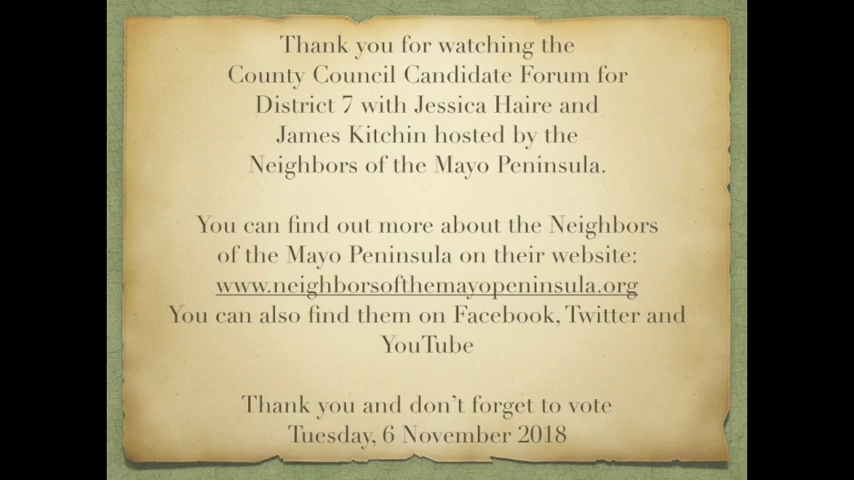 Thank you for watching the
County Council Candidate Forum for
District 7 with Jessica Haire and
James Kitchin hosted by the
Neighbors of the Mayo Peninsula.
You can find out more about the Neighbors
of the Mayo Peninsula on their website:
www.neighborsofthemayopeninsula.org
You can also find them on Facebook, Twitter and
YouTube
Thank you and don’t forget to vote
Tuesday, 6 November 2018